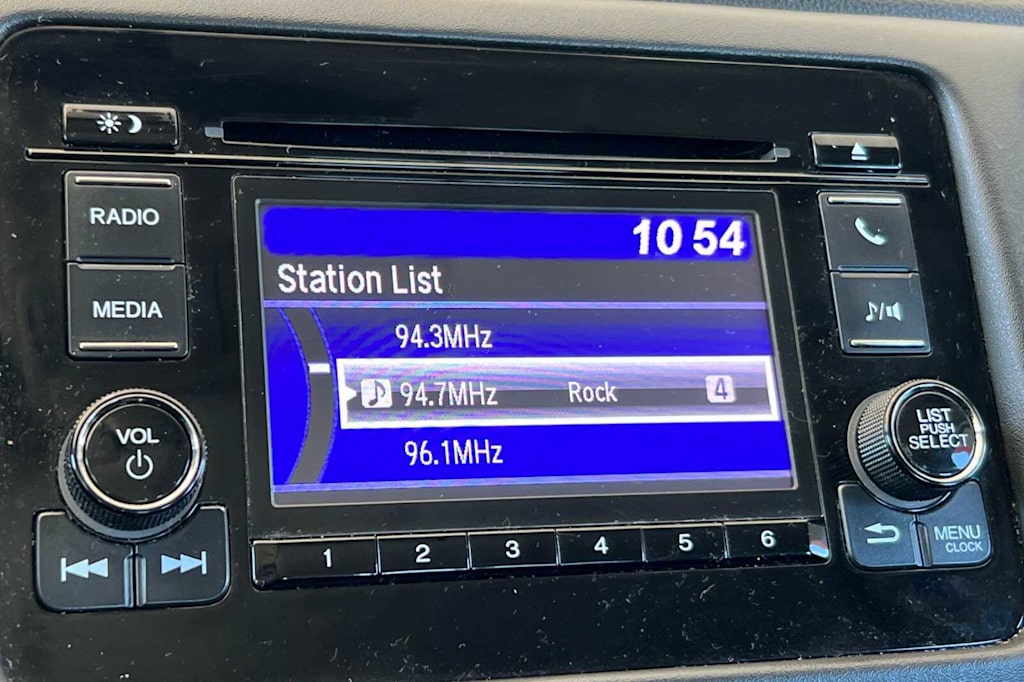 RADIO
MEDIA
VOL
10 54
Station List
94.3MHz
94.7MHz Rock 4
96.1MHz
1 2 3 4 5 6
LIST
PUSH
SELECT
MENU
CLOCK